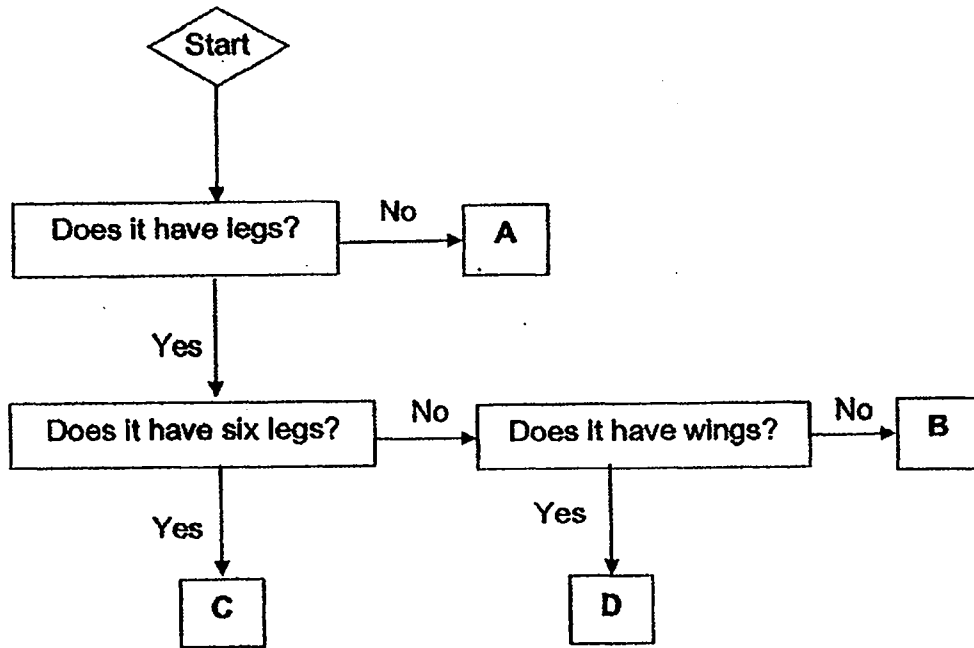 Start
Does it have legs?
No
A
Yes
Does it have six legs?
No
Does it have wings?
No
B
Yes
C
Yes
D